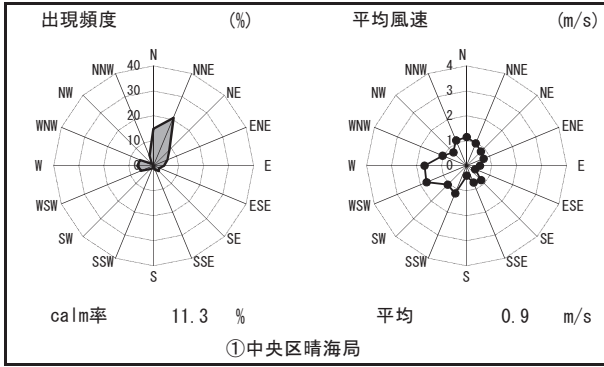 出現頻度 (%)
N
NNE
NE
ENE
E
ESE
SE
SSE
S
SSW
SW
WSW
W
WNW
NW
NNW
40
30
20
10
0
calm率 11.3 %
平均風速 (m/s)
N
NNE
NE
ENE
E
ESE
SE
SSE
S
SSW
SW
WSW
W
WNW
NW
NNW
4
3
2
1
0
平均 0.9 m/s
①中央区晴海局